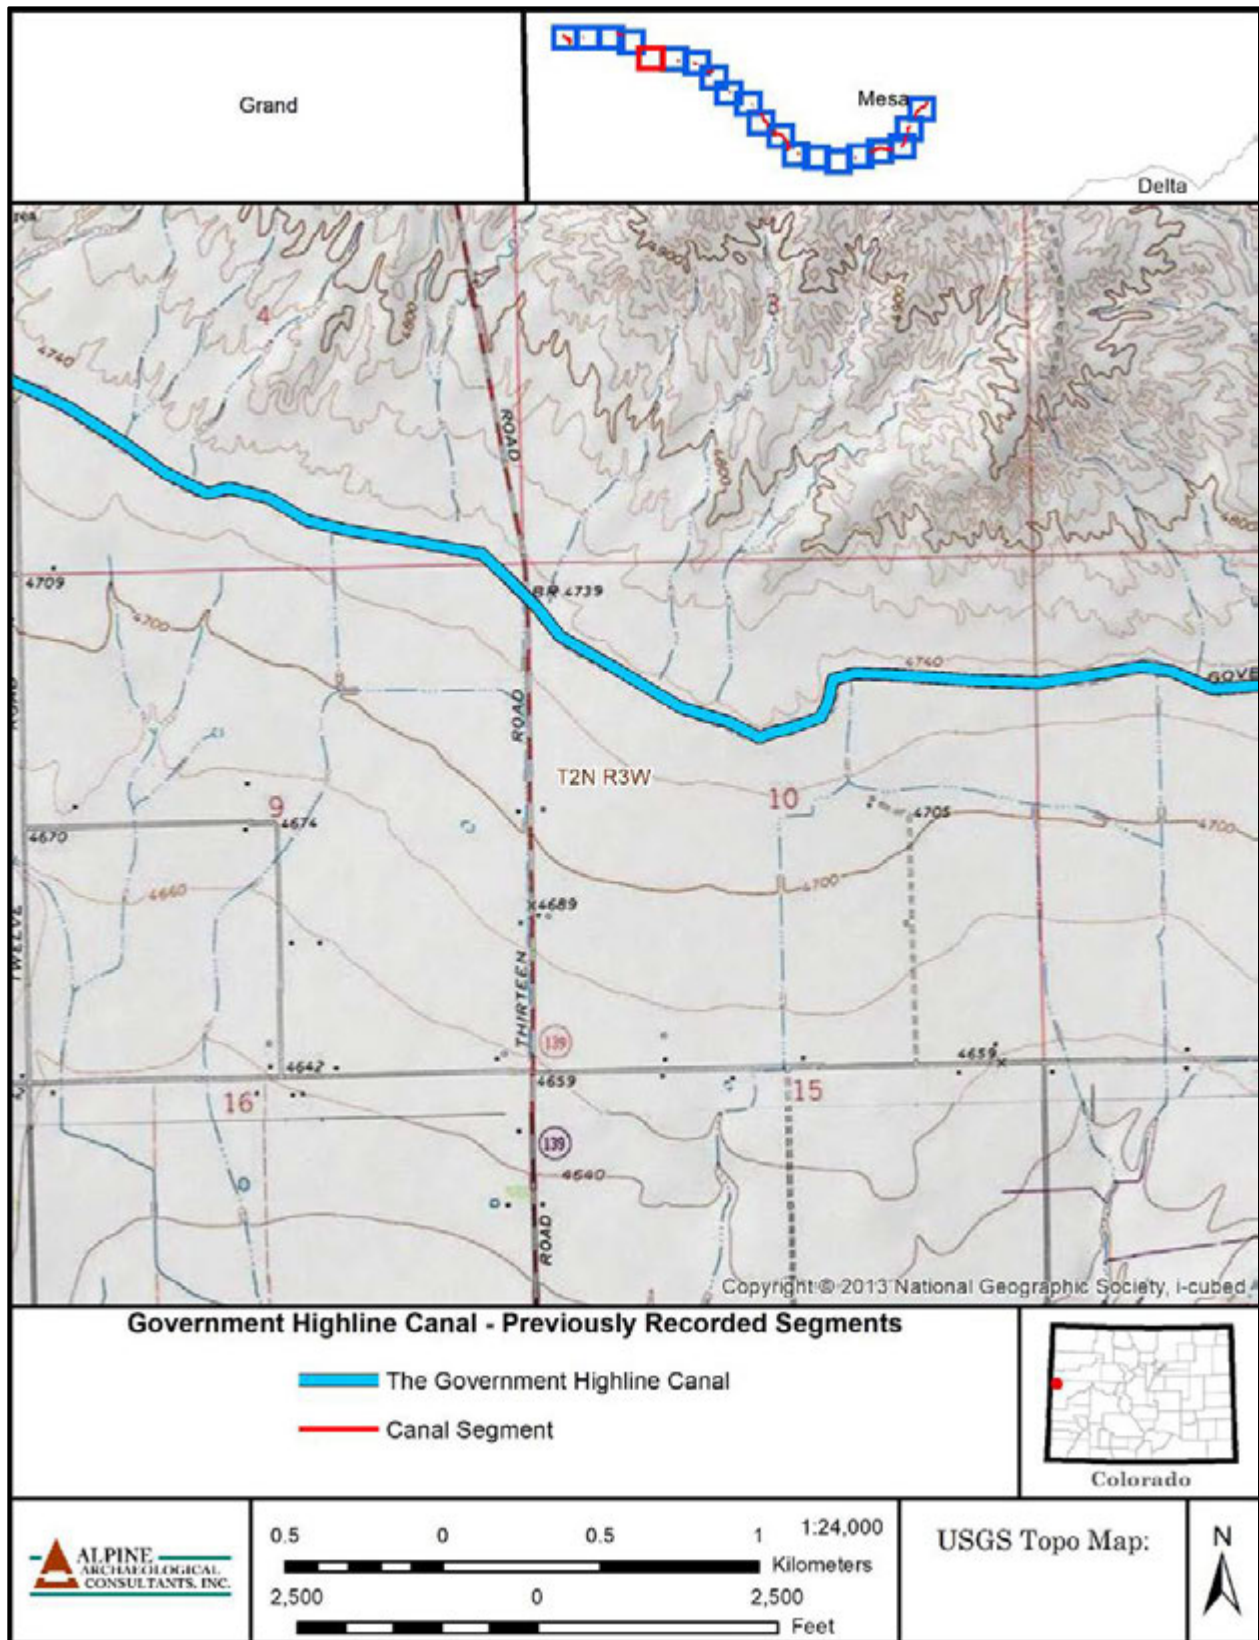 Grand
Mesa
Delta
4800
4
3
4900
4740
4800
ROAD
4800
4800
4709
BR 4739
4700
4740
GOVE
ROAD
ROAD
T2N R3W
9
10
4674
4705
4670
4700
4660
4700
4689
TWELVE
THIRTEEN
139
4642
4659
4659
16
15
139
4640
ROAD
Copyright © 2013 National Geographic Society, i-cubed
Government Highline Canal - Previously Recorded Segments
The Government Highline Canal
Canal Segment
Colorado
ALPINE
ARCHAEOLOGICAL
CONSULTANTS, INC.
0.5 0 0.5 1 1:24,000
Kilometers
2,500 0 2,500
Feet
USGS Topo Map:
N